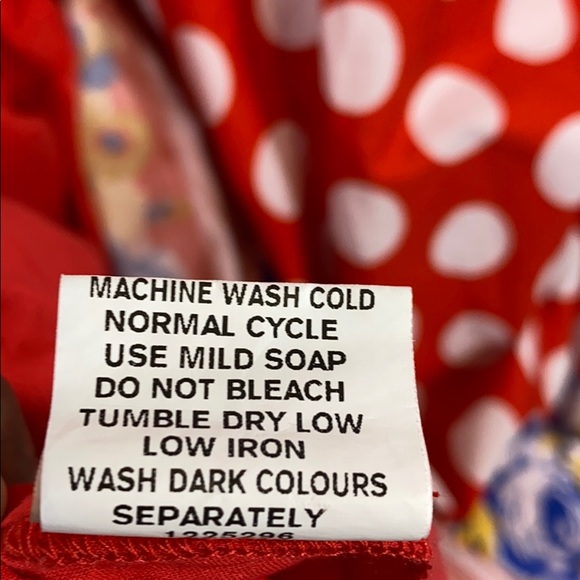 MACHINE WASH COLD
NORMAL CYCLE
USE MILD SOAP
DO NOT BLEACH
TUMBLE DRY LOW
LOW IRON
WASH DARK COLOURS
SEPARATELY
1225296